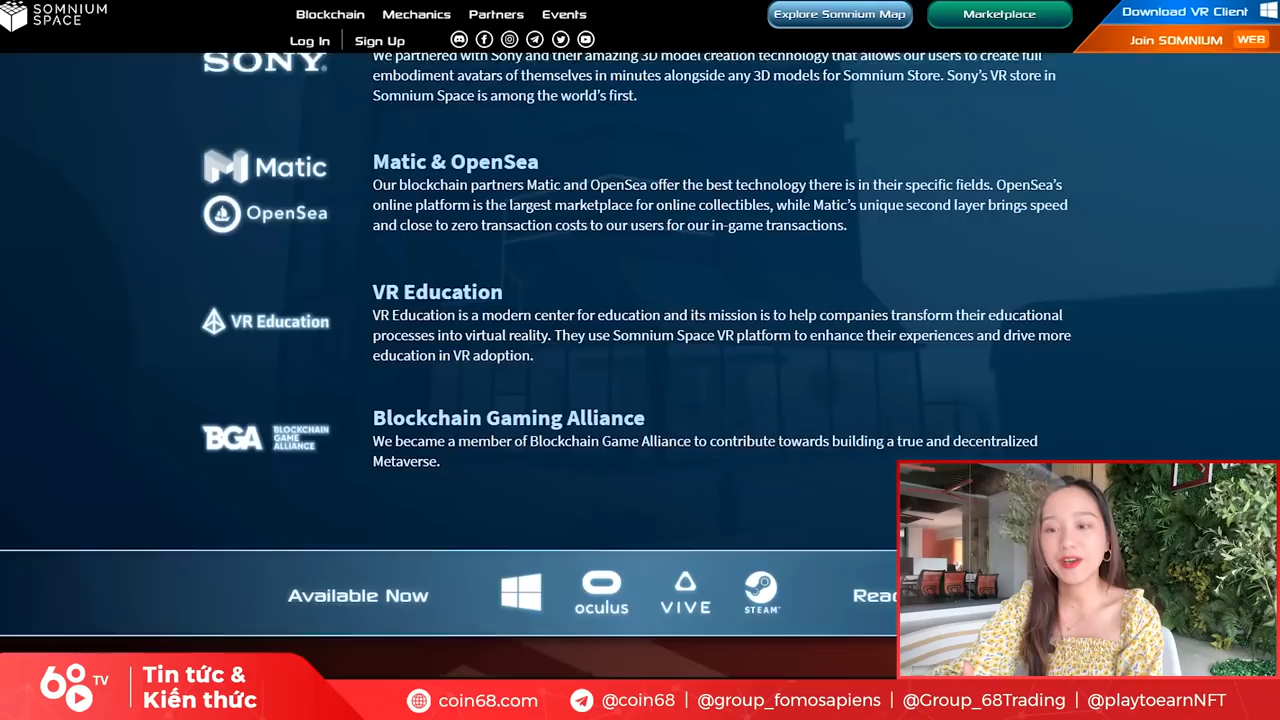 SOMNIUM
SPACE
Blockchain
Mechanics
Partners
Events
Explore Somnium Map
Marketplace
Download VR Client
Log In
Sign Up
Join SOMNIUM
WEB
SONY
We partnered with Sony and their amazing 3D model creation technology that allows our users to create full
embodiment avatars of themselves in minutes alongside any 3D models for Somnium Store. Sony's VR store in
Somnium Space is among the world's first.
Matic
OpenSea
Matic & OpenSea
Our blockchain partners Matic and OpenSea offer the best technology there is in their specific fields. OpenSea's
online platform is the largest marketplace for online collectibles, while Matic's unique second layer brings speed
and close to zero transaction costs to our users for our in-game transactions.
VR Education
VR Education
VR Education is a modern center for education and its mission is to help companies transform their educational
processes into virtual reality. They use Somnium Space VR platform to enhance their experiences and drive more
education in VR adoption.
BGA
BLOCKCHAIN
GAME
ALLIANCE
Blockchain Gaming Alliance
We became a member of Blockchain Game Alliance to contribute towards building a true and decentralized
Metaverse.
Available Now
oculus
VIVE
STEAM
68 TV
Tin tức &
Kiến thức
coin68.com
@coin68 | @group_fomosapiens | @Group_68Trading | @playtoearnNFT